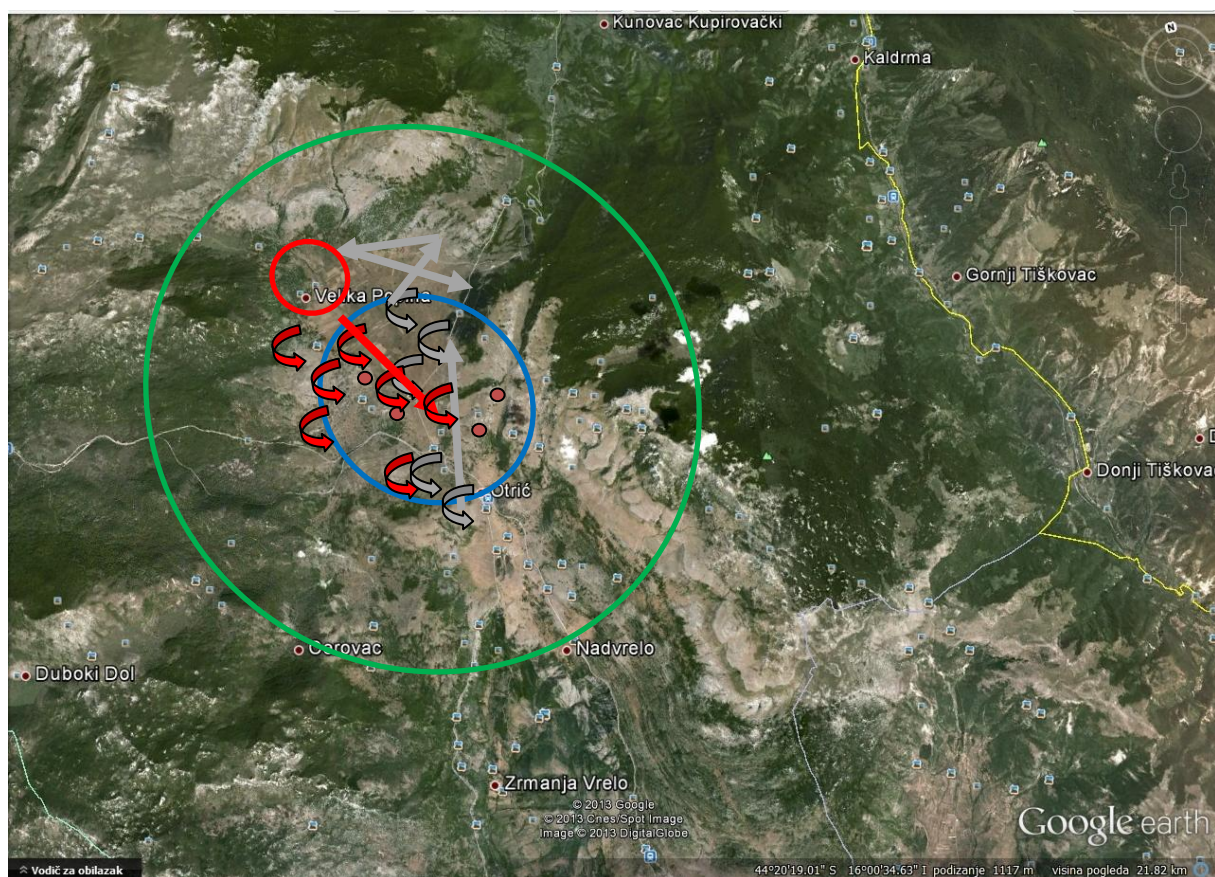 Kunovac Kupirovački
Kaldrma
N
Gornji Tiškovac
Velika Popina
Donji Tiškovac
Otrić
Nadvrelo
Duboki Dol
Zrmanja Vrelo
© 2013 Google
© 2013 Cnes/Spot Image
Image © 2013 DigitalGlobe
Google earth
Vodič za obilazak
44°20'19.01" S 16°00'34.63" I podizanje 1117 m visina pogleda 21.82 km